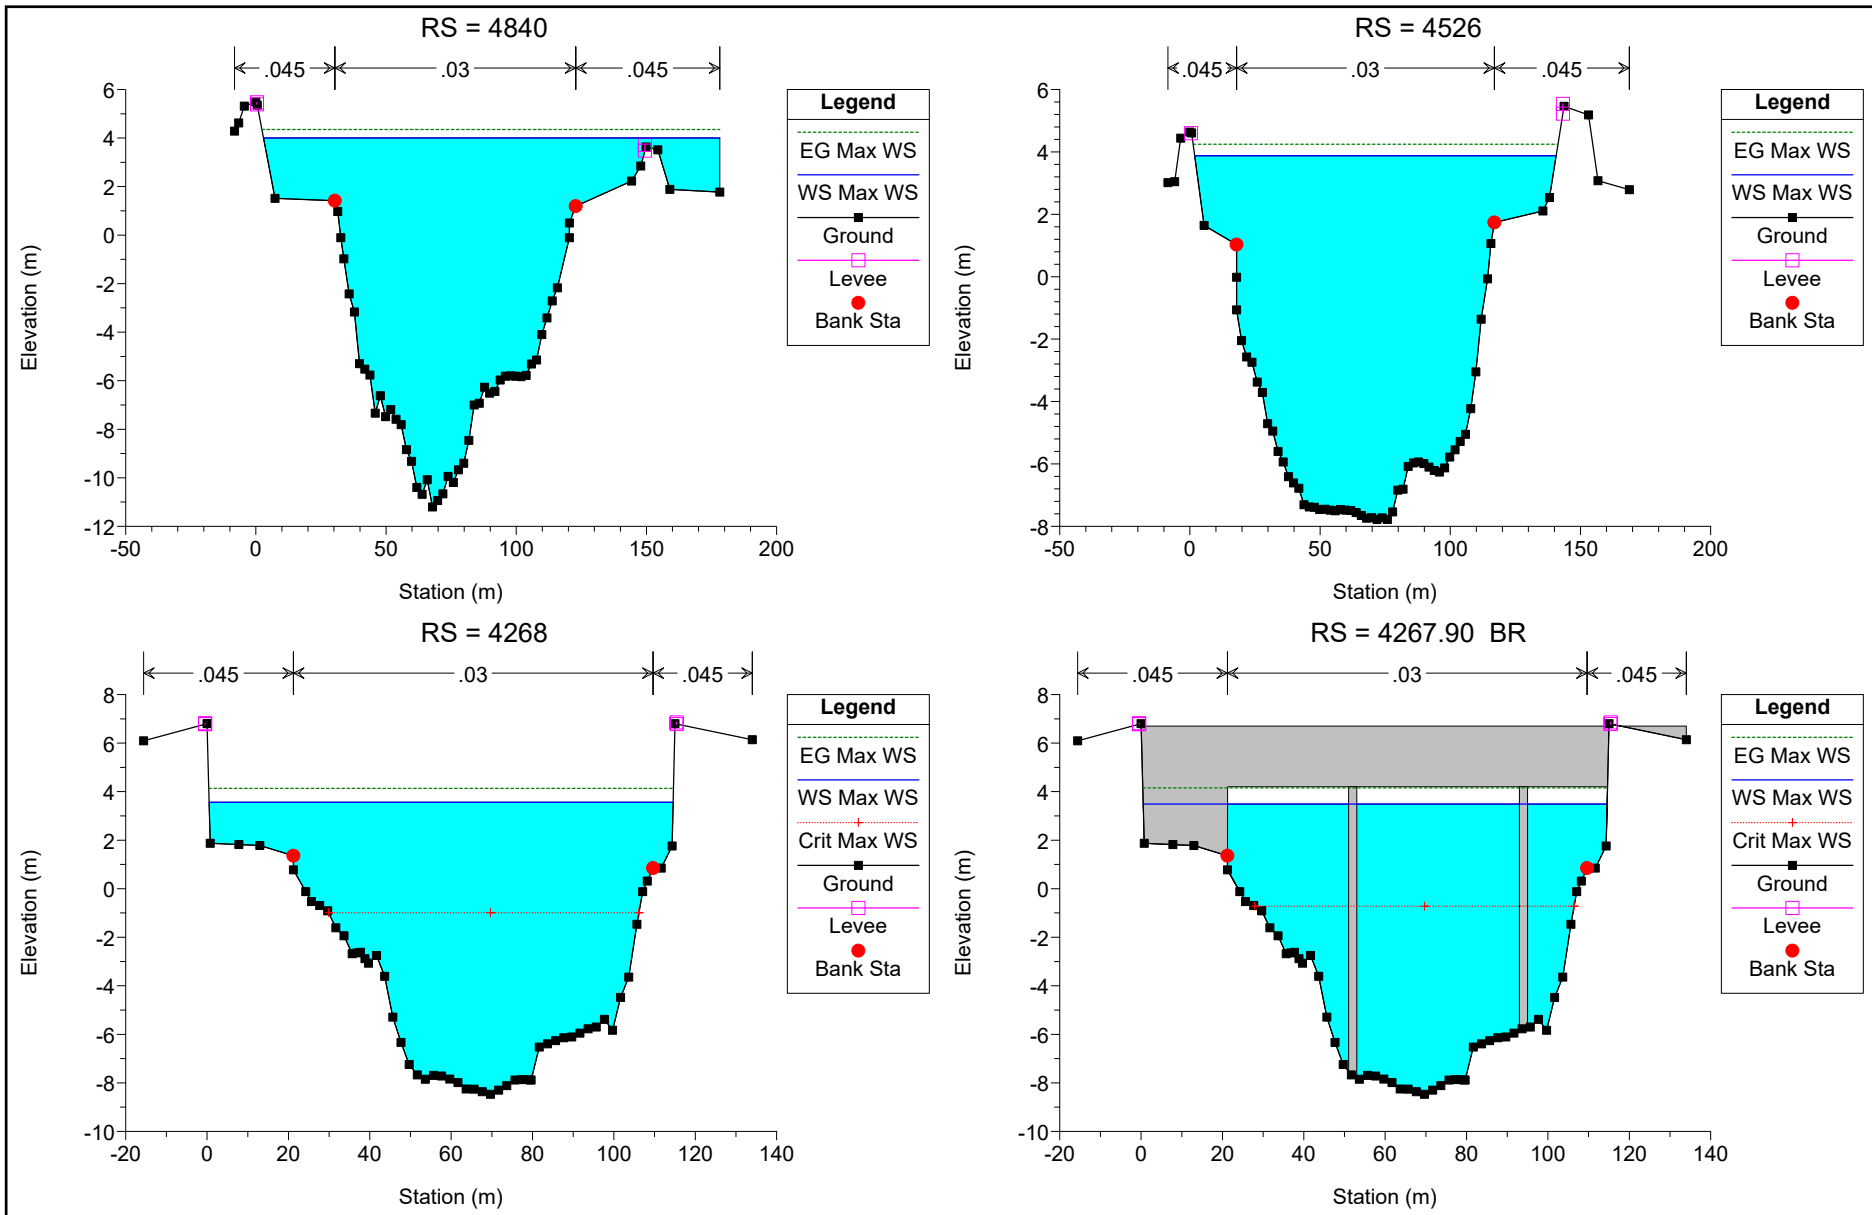 RS = 4840
.045 .03 .045
6
4
2
0
-2
-4
-6
-8
-10
-12
-50 0 50 100 150 200
Elevation (m)
Station (m)
Legend
EG Max WS
WS Max WS
Ground
Levee
Bank Sta
RS = 4526
.045 .03 .045
6
4
2
0
-2
-4
-6
-8
-50 0 50 100 150 200
Elevation (m)
Station (m)
Legend
EG Max WS
WS Max WS
Ground
Levee
Bank Sta
RS = 4268
.045 .03 .045
8
6
4
2
0
-2
-4
-6
-8
-10
-20 0 20 40 60 80 100 120 140
Elevation (m)
Station (m)
Legend
EG Max WS
WS Max WS
Crit Max WS
Ground
Levee
Bank Sta
RS = 4267.90 BR
.045 .03 .045
8
6
4
2
0
-2
-4
-6
-8
-10
-20 0 20 40 60 80 100 120 140
Elevation (m)
Station (m)
Legend
EG Max WS
WS Max WS
Crit Max WS
Ground
Levee
Bank Sta